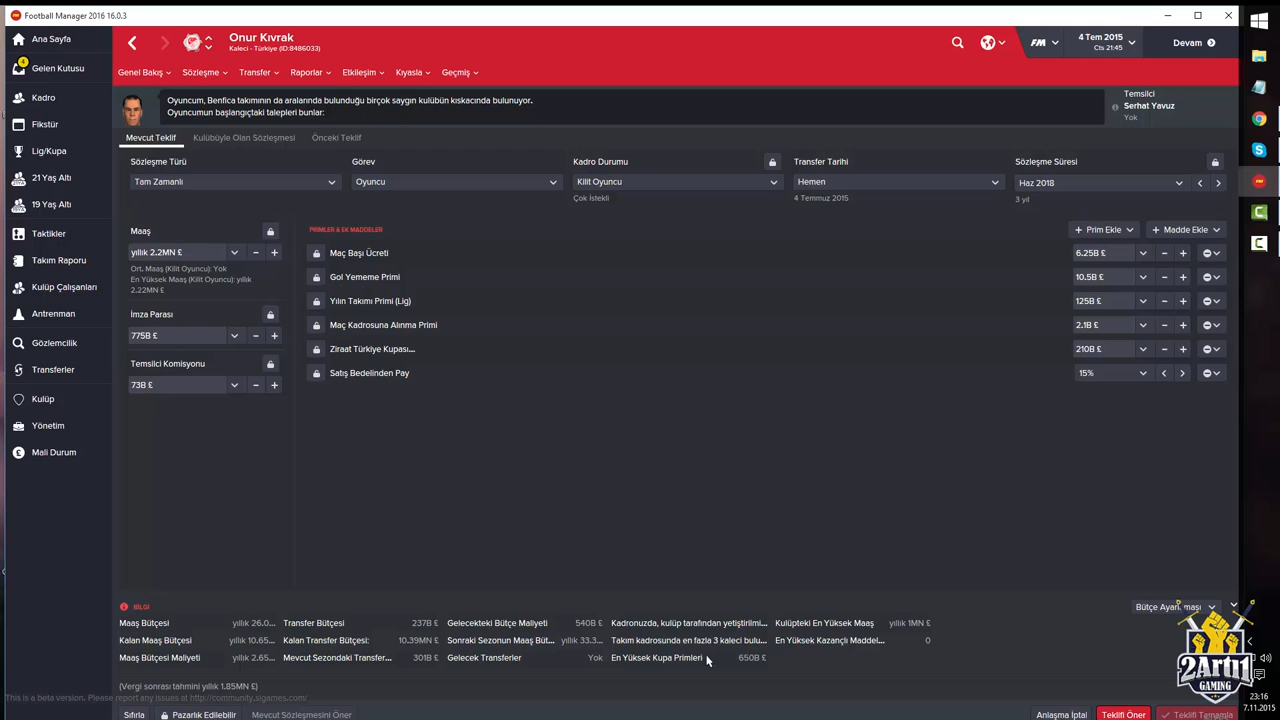 Football Manager 2016 16.0.3
Ana Sayfa
4
Gelen Kutusu
Kadro
Fikstür
Lig/Kupa
21 Yaş Altı
19 Yaş Altı
Taktikler
Takım Raporu
Kulüp Çalışanları
Antrenman
Gözlemcilik
Transferler
Kulüp
Yönetim
Mali Durum
Onur Kıvrak
Kaleci - Türkiye (ID:8486033)
FM
4 Tem 2015
Cts 21:45
Devam
Genel Bakış
Sözleşme
Transfer
Raporlar
Etkileşim
Kıyasla
Geçmiş
Oyuncum, Benfica takımının da aralarında bulunduğu birçok saygın kulübün kıskacında bulunuyor.
Oyuncumun başlangıçtaki talepleri bunlar:
Temsilci
Serhat Yavuz
Yok
Mevcut Teklif
Kulübüyle Olan Sözleşmesi
Önceki Teklif
Sözleşme Türü
Görev
Kadro Durumu
Transfer Tarihi
Sözleşme Süresi
Tam Zamanlı
Oyuncu
Kilit Oyuncu
Hemen
Haz 2018
Çok İstekli
4 Temmuz 2015
3 yıl
Maaş
yıllık 2.2MN £
Ort. Maaş (Kilit Oyuncu): Yok
En Yüksek Maaş (Kilit Oyuncu): yıllık
2.22MN £
İmza Parası
775B £
Temsilci Komisyonu
73B £
PRİMLER & EK MADDELER
+ Prim Ekle
+ Madde Ekle
Maç Başı Ücreti 6.25B £
Gol Yememe Primi 10.5B £
Yılın Takımı Primi (Lig) 125B £
Maç Kadrosuna Alınma Primi 2.1B £
Ziraat Türkiye Kupası... 210B £
Satış Bedelinden Pay 15%
BİLGİ
Maaş Bütçesi yıllık 26.0... Transfer Bütçesi 237B £ Gelecekteki Bütçe Maliyeti 540B £ Kadronuzda, kulüp tarafından yetiştirilmi... Kulüpteki En Yüksek Maaş yıllık 1MN £
Kalan Maaş Bütçesi yıllık 10.65... Kalan Transfer Bütçesi: 10.39MN £ Sonraki Sezonun Maaş Büt... yıllık 33.3... Takım kadrosunda en fazla 3 kaleci bulu... En Yüksek Kazançlı Maddel... 0
Maaş Bütçesi Maliyeti yıllık 2.65... Mevcut Sezondaki Transfer... 301B £ Gelecek Transferler Yok En Yüksek Kupa Primleri 650B £
(Vergi sonrası tahmini yıllık 1.85MN £)
This is beta version. Please report any issues at http://community.sigames.com/
Sıfırla
Pazarlık Edilebilir
Mevcut Sözleşmesini Öner
Anlaşma İptal
Teklifi Öner
Teklifi Tamamla
2Artı1
GAMING
23:16
7.11.2015